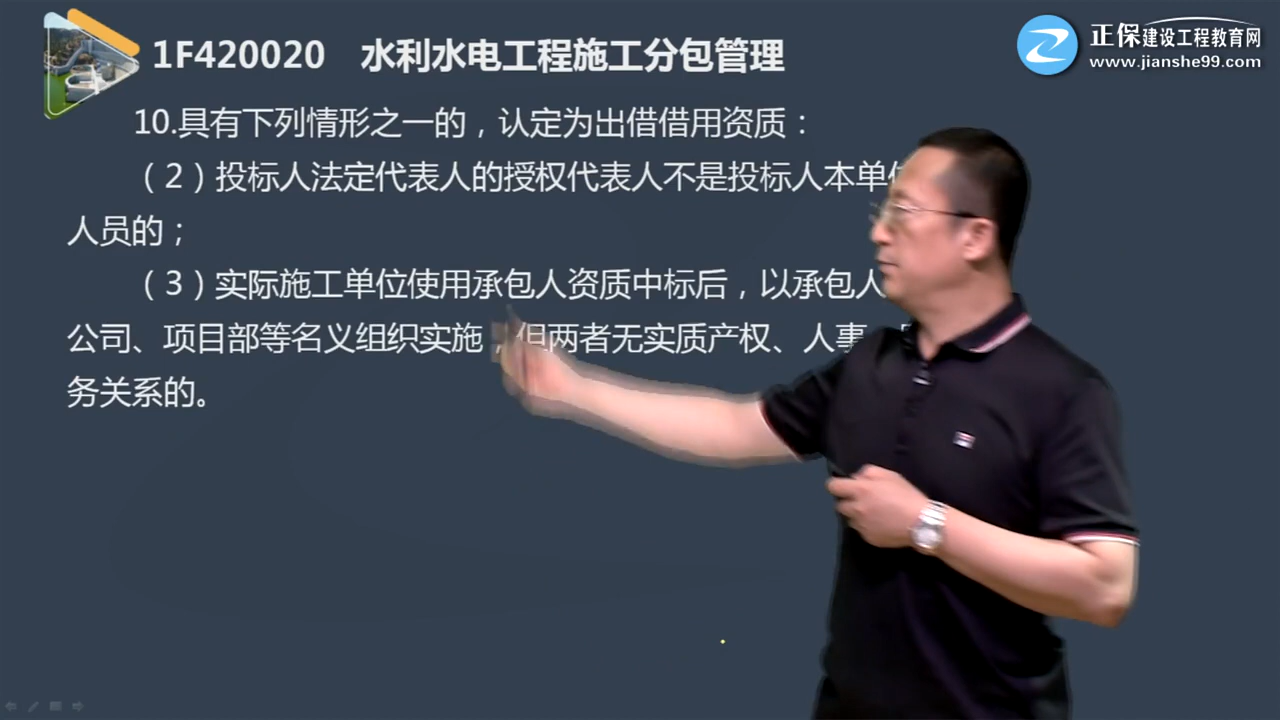 正保建设工程教育网
www.jianshe99.com
1F420020 水利水电工程施工分包管理
10.具有下列情形之一的，认定为出借借用资质：
（2）投标人法定代表人的授权代表人不是投标人本单
人员的；
（3）实际施工单位使用承包人资质中标后，以承包人
公司、项目部等名义组织实施，但两者无实质产权、人事
务关系的。